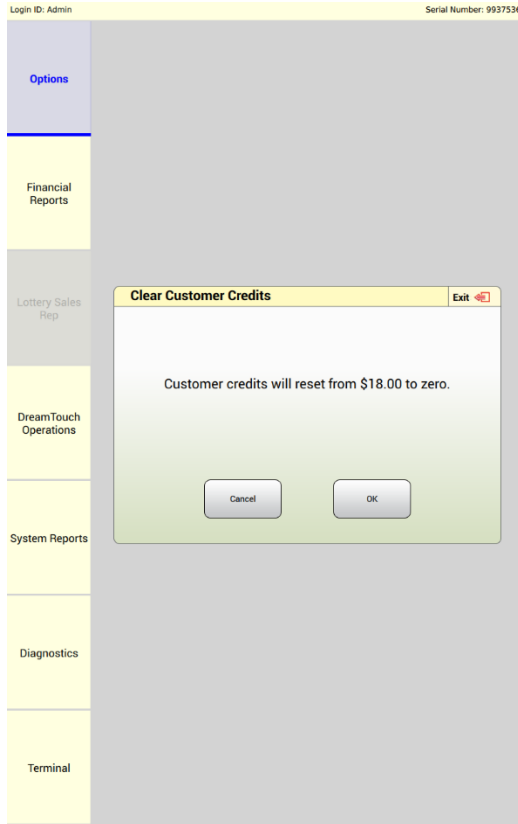 Login ID: Admin
Serial Number: 9937536
Options
Financial
Reports
Lottery Sales
Rep
DreamTouch
Operations
System Reports
Diagnostics
Terminal
Clear Customer Credits
Exit
Customer credits will reset from $18.00 to zero.
Cancel
OK